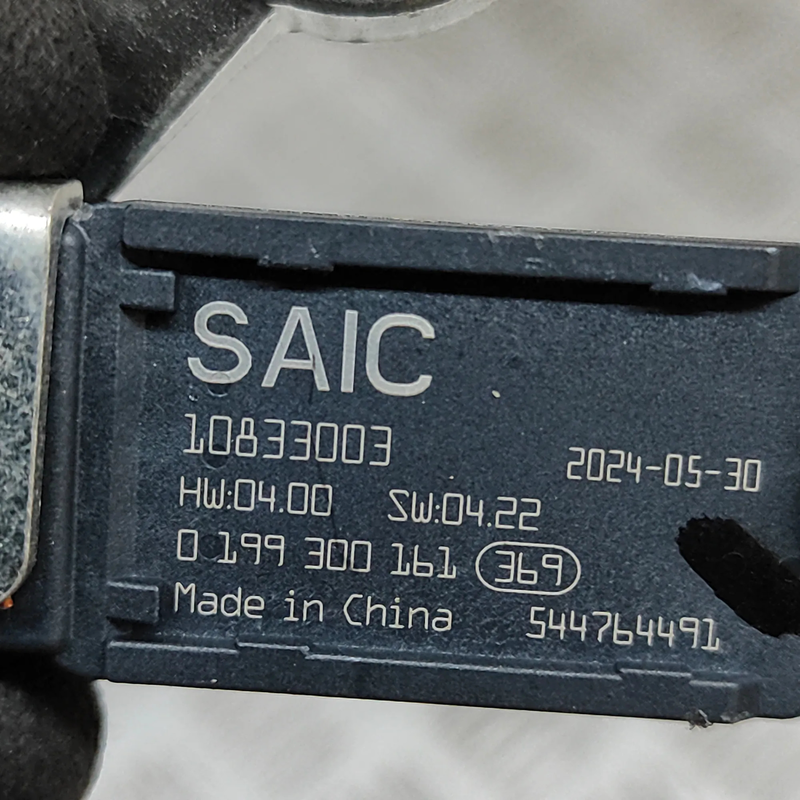 SAIC
10833003
2024-05-30
HW:04.00 SW:04.22
0 199 300 161 369
Made in China
544764491